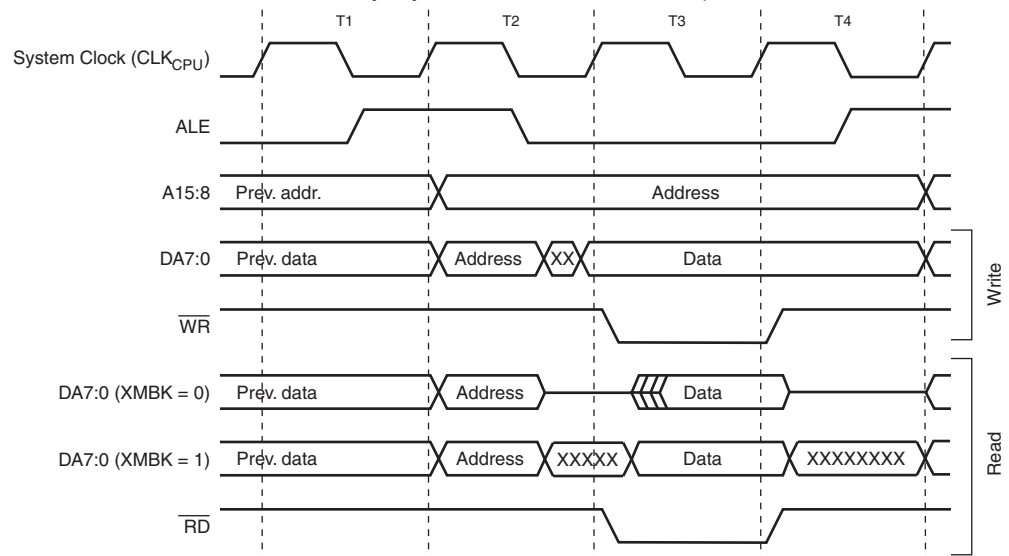 T1 T2 T3 T4
System Clock (CLKCPU)
ALE
A15:8 Prev. addr. Address
DA7:0 Prev. data Address XX Data
WR
Write
DA7:0 (XMBK = 0) Prev. data Address Data
DA7:0 (XMBK = 1) Prev. data Address XXXXX Data XXXXXXXX
RD
Read